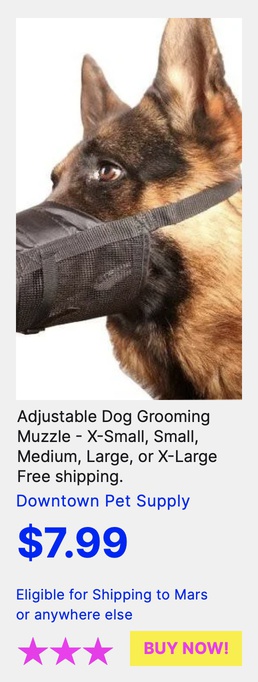 Adjustable Dog Grooming
Muzzle - X-Small, Small,
Medium, Large, or X-Large
Free shipping.
Downtown Pet Supply
$7.99
Eligible for Shipping to Mars
or anywhere else
BUY NOW!